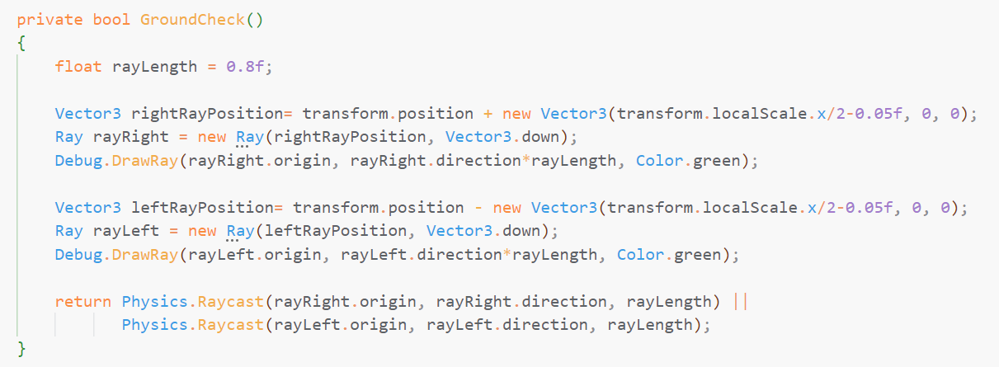 private bool GroundCheck()
{
    float rayLength = 0.8f;

    Vector3 rightRayPosition= transform.position + new Vector3(transform.localScale.x/2-0.05f, 0, 0);
    Ray rayRight = new Ray(rightRayPosition, Vector3.down);
    Debug.DrawRay(rayRight.origin, rayRight.direction*rayLength, Color.green);

    Vector3 leftRayPosition= transform.position - new Vector3(transform.localScale.x/2-0.05f, 0, 0);
    Ray rayLeft = new Ray(leftRayPosition, Vector3.down);
    Debug.DrawRay(rayLeft.origin, rayLeft.direction*rayLength, Color.green);

    return Physics.Raycast(rayRight.origin, rayRight.direction, rayLength) ||
           Physics.Raycast(rayLeft.origin, rayLeft.direction, rayLength);
}